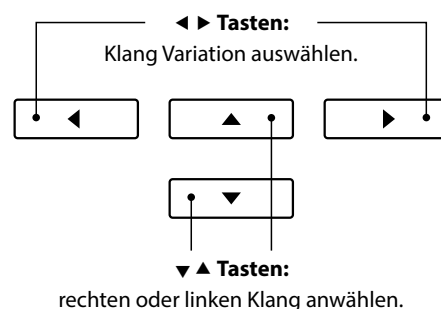 ◀ ▶ Tasten:
Klang Variation auswählen.
▼ ▲ Tasten:
rechten oder linken Klang anwählen.